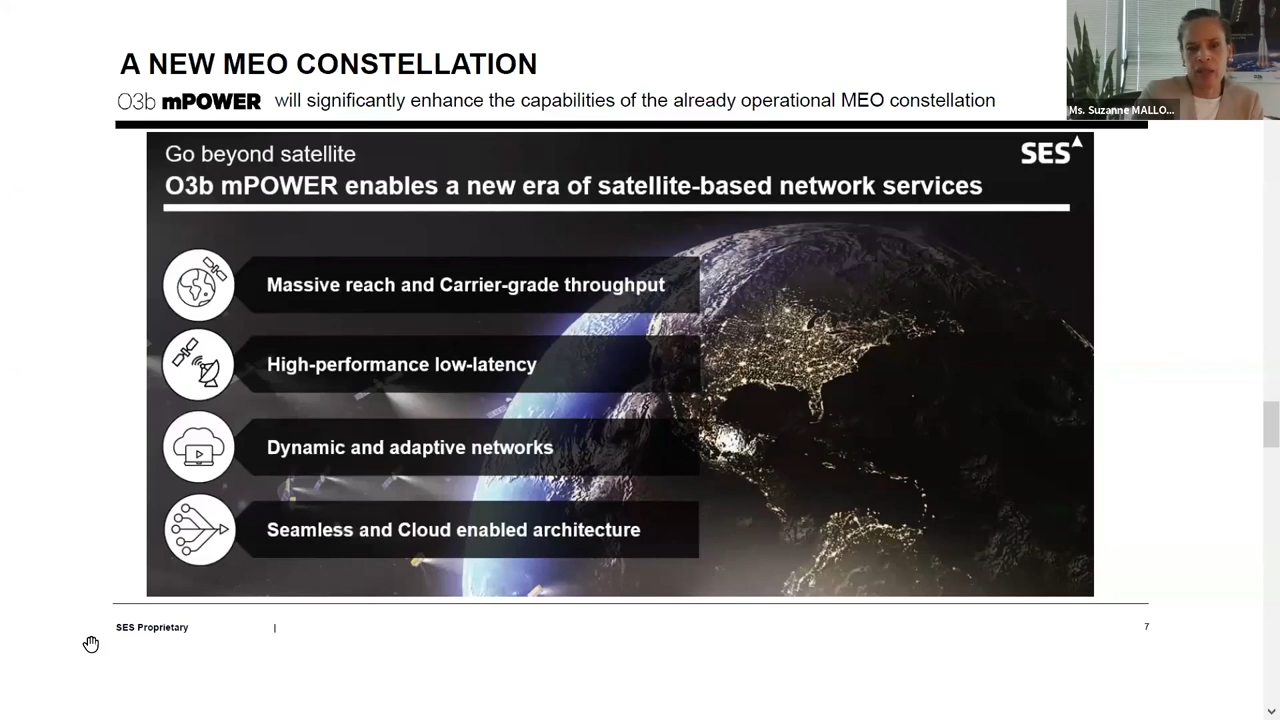 A NEW MEO CONSTELLATION
O3b mPOWER will significantly enhance the capabilities of the already operational MEO constellation
Ms. Suzanne MALLO...
Go beyond satellite
SES
O3b mPOWER enables a new era of satellite-based network services
Massive reach and Carrier-grade throughput
High-performance low-latency
Dynamic and adaptive networks
Seamless and Cloud enabled architecture
SES Proprietary |
7